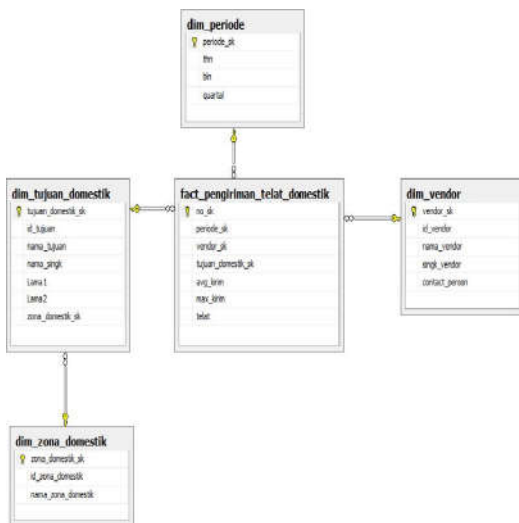 dim_periode
periode_sk
thn
bln
quartal
dim_tujuan_domestik
tujuan_domestik_sk
id_tujuan
nama_tujuan
nama_singk
Lama1
Lama2
zona_domestik_sk
fact_pengiriman_telat_domestik
no_sk
periode_sk
vendor_sk
tujuan_domestik_sk
avg_kirim
max_kirim
telat
dim_vendor
vendor_sk
id_vendor
nama_vendor
singk_vendor
contact_person
dim_zona_domestik
zona_domestik_sk
id_zona_domestik
nama_zona_domestik